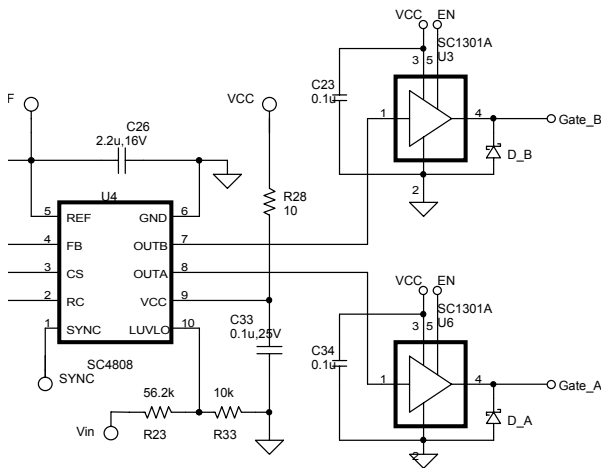 VCC EN
SC1301A
U3
3 5
C23
0.1u
1
4
Gate_B
D_B
2
F
C26
2.2u,16V
VCC
R28
10
U4
5 REF GND 6
4 FB OUTB 7
3 CS OUTA 8
2 RC VCC 9
1 SYNC LUVLO 10
SC4808
SYNC
C33
0.1u,25V
56.2k 10k
Vin
R23 R33
VCC EN
SC1301A
U6
3 5
C34
0.1u
1
4
Gate_A
D_A
2